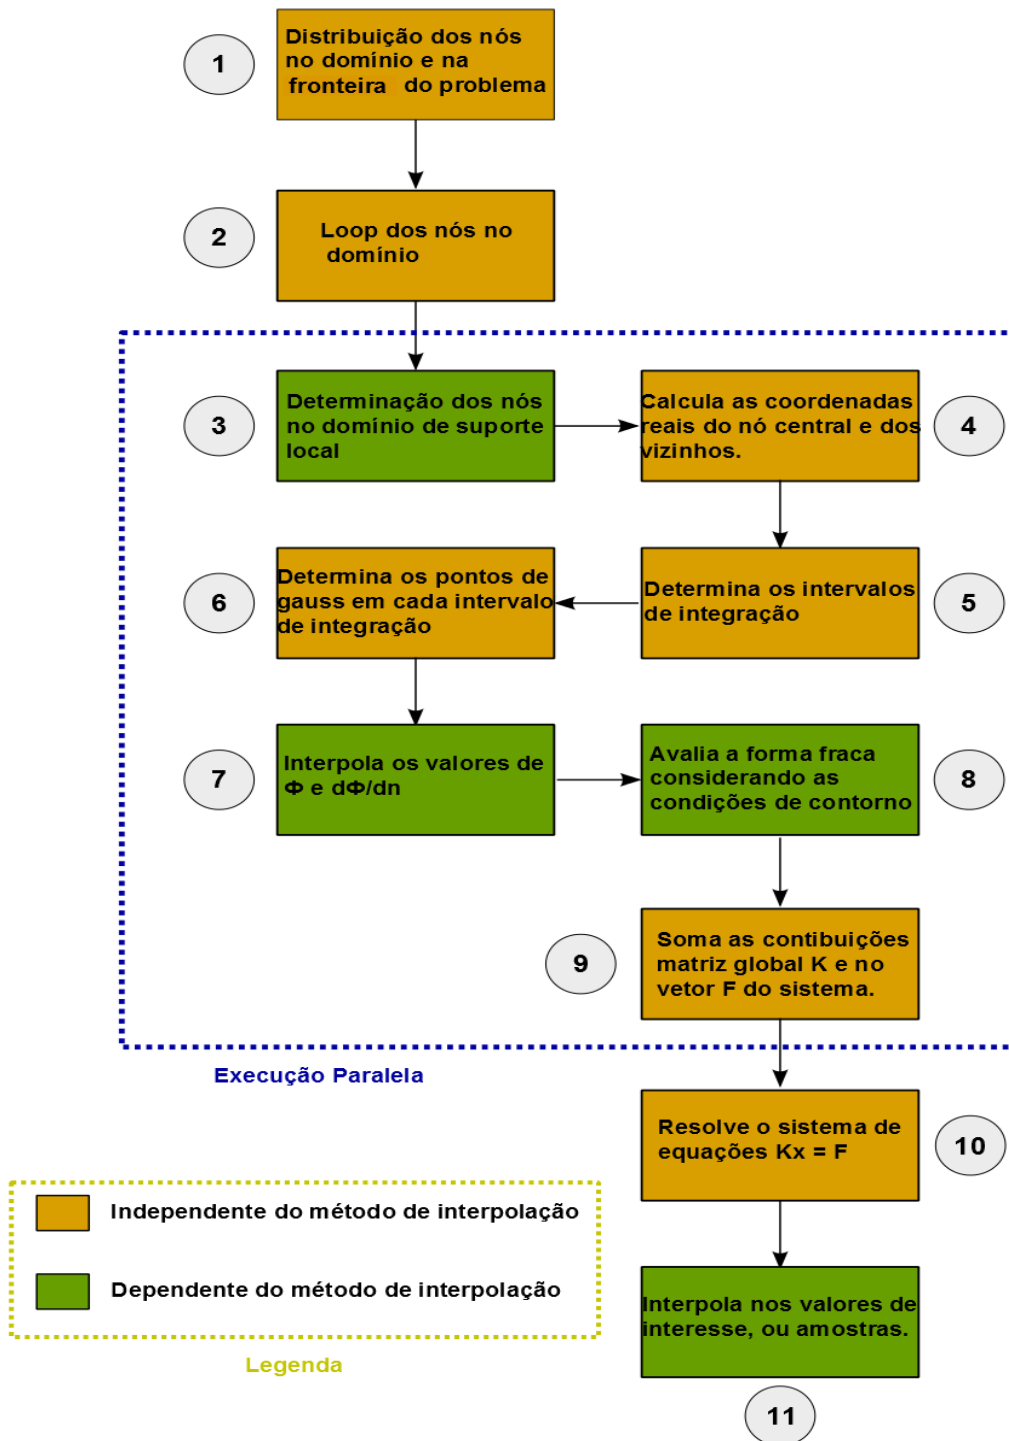 1
Distribuição dos nós
no domínio e na
fronteira do problema
2
Loop dos nós no
domínio
3
Determinação dos nós
no domínio de suporte
local
Calcula as coordenadas
reais do nó central e dos
vizinhos.
4
6
Determina os pontos de
gauss em cada intervalo
de integração
Determina os intervalos
de integração
5
7
Interpola os valores de
Φ e dΦ/dn
Avalia a forma fraca
considerando as
condições de contorno
8
9
Soma as contibuições
matriz global K e no
vetor F do sistema.
Execução Paralela
Resolve o sistema de
equações Kx = F
10
Independente do método de interpolação
Dependente do método de interpolação
Legenda
Interpola nos valores de
interesse, ou amostras.
11